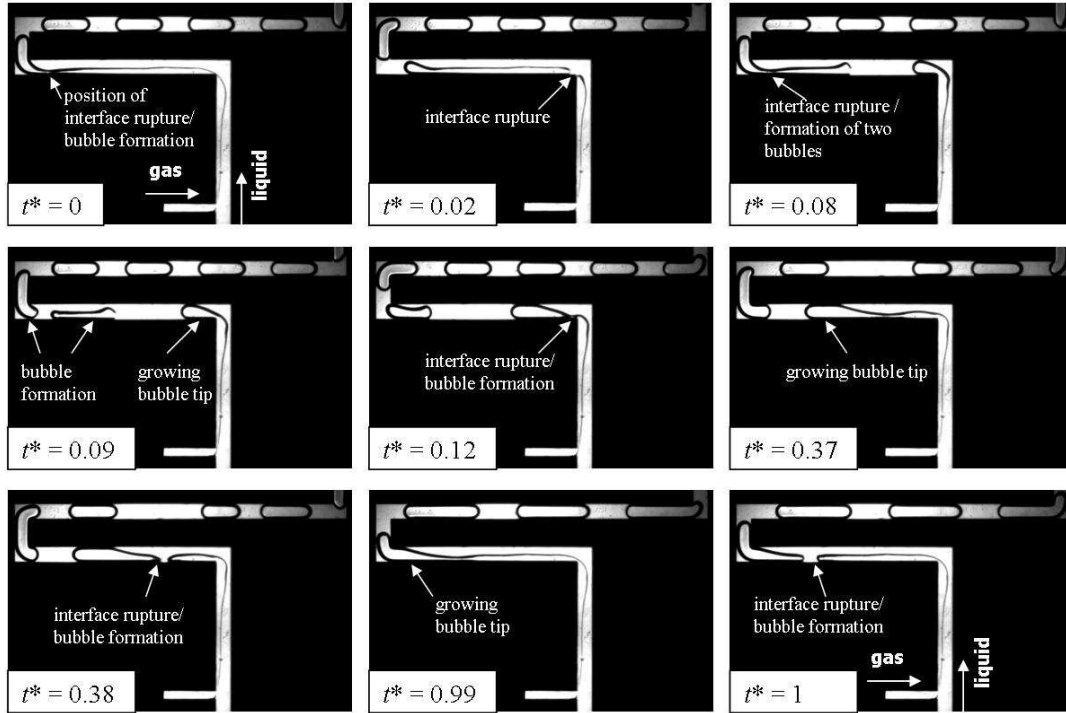 position of
interface rupture/
bubble formation
gas
liquid
t* = 0
interface rupture
t* = 0.02
interface rupture /
formation of two
bubbles
t* = 0.08
bubble
formation
growing
bubble tip
t* = 0.09
interface rupture/
bubble formation
t* = 0.12
growing bubble tip
t* = 0.37
interface rupture/
bubble formation
t* = 0.38
growing
bubble tip
t* = 0.99
interface rupture/
bubble formation
gas
liquid
t* = 1